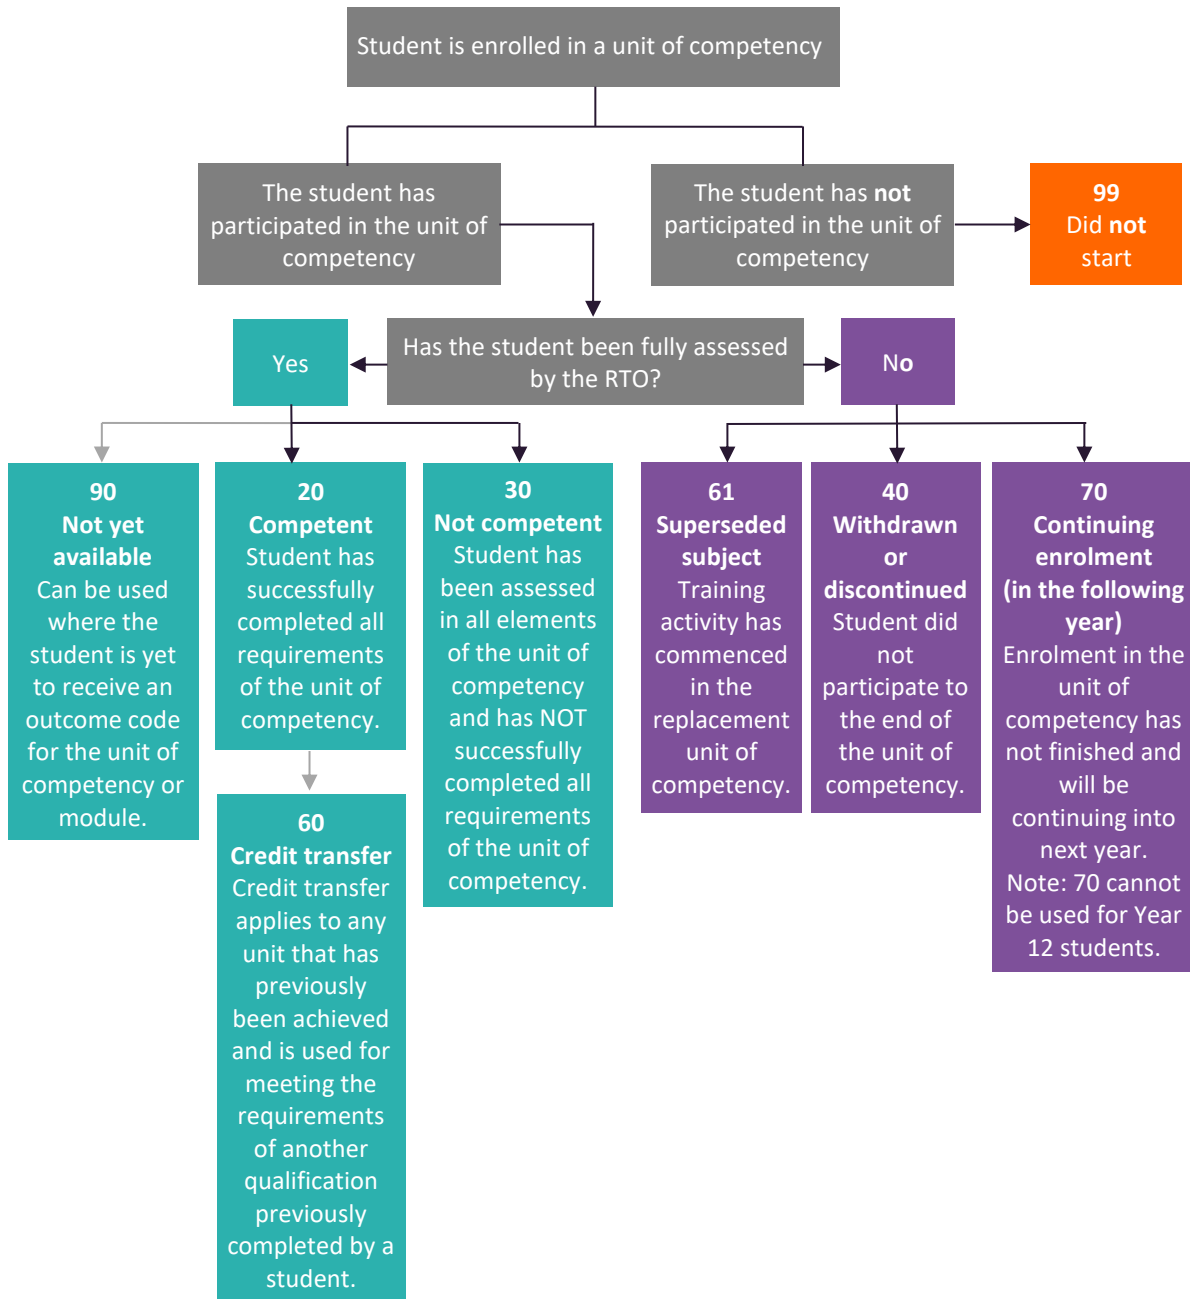 Student is enrolled in a unit of competency
The student has
participated in the unit of
competency
The student has not
participated in the unit of
competency
99
Did not
start
Has the student been fully assessed
by the RTO?
Yes
No
90
Not yet
available
Can be used
where the
student is yet
to receive an
outcome code
for the unit of
competency or
module.
20
Competent
Student has
successfully
completed all
requirements
of the unit of
competency.
60
Credit transfer
Credit transfer
applies to any
unit that has
previously
been achieved
and is used for
meeting the
requirements
of another
qualification
previously
completed by a
student.
30
Not competent
Student has
been assessed
in all elements
of the unit of
competency
and has NOT
successfully
completed all
requirements
of the unit of
competency.
61
Superseded
subject
Training
activity has
commenced
in the
replacement
unit of
competency.
40
Withdrawn
or
discontinued
Student did
not
participate to
the end of
the unit of
competency.
70
Continuing
enrolment
(in the following
year)
Enrolment in the
unit of
competency has
not finished and
will be
continuing into
next year.
Note: 70 cannot
be used for Year
12 students.